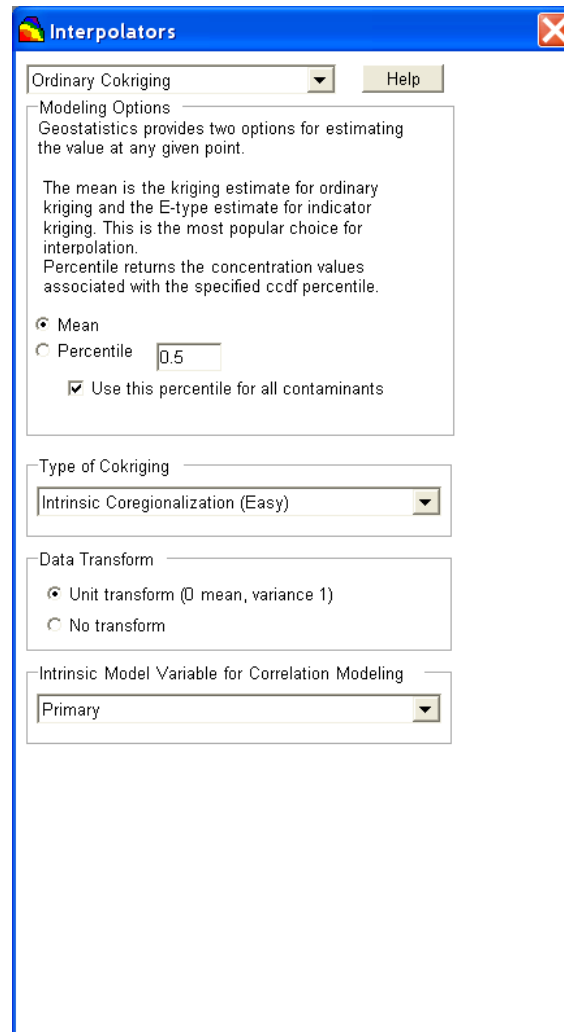 Interpolators
Ordinary Cokriging
Help
Modeling Options
Geostatistics provides two options for estimating
the value at any given point.
The mean is the kriging estimate for ordinary
kriging and the E-type estimate for indicator
kriging. This is the most popular choice for
interpolation.
Percentile returns the concentration values
associated with the specified ccdf percentile.
Mean
Percentile 0.5
Use this percentile for all contaminants
Type of Cokriging
Intrinsic Coregionalization (Easy)
Data Transform
Unit transform (0 mean, variance 1)
No transform
Intrinsic Model Variable for Correlation Modeling
Primary